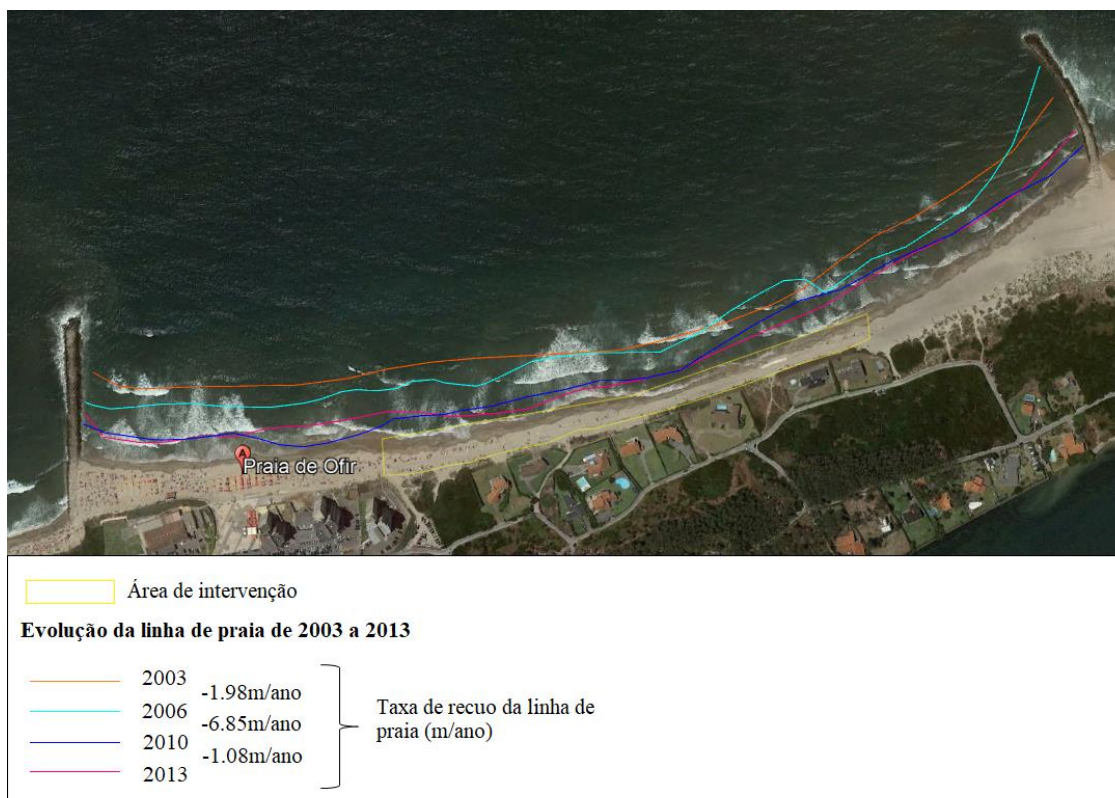 A
Praia de Ofir
Área de intervenção
Evolução da linha de praia de 2003 a 2013
2003
-1.98m/ano
2006
-6.85m/ano
2010
-1.08m/ano
2013
Taxa de recuo da linha de
praia (m/ano)